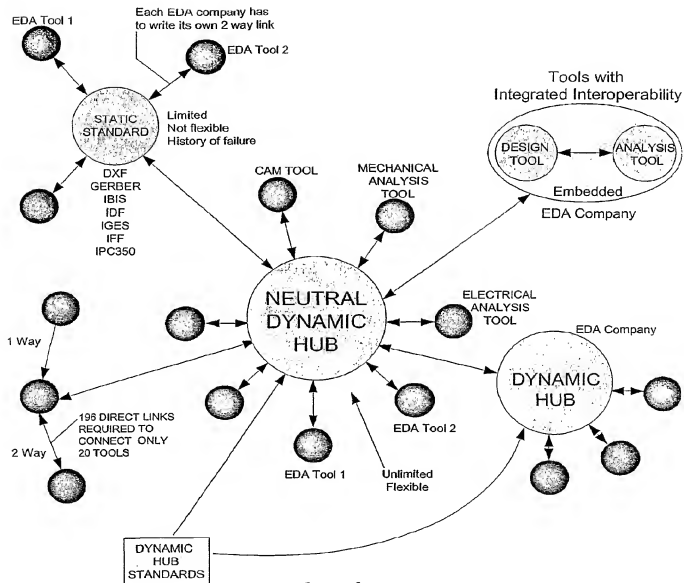 Each EDA company has
to write its own 2 way link
EDA Tool 1
EDA Tool 2
STATIC
STANDARD
Limited
Not flexible
History of failure
DXF
GERBER
IBIS
IDF
IGES
IFF
IPC350
Tools with
Integrated Interoperability
DESIGN
TOOL
ANALYSIS
TOOL
Embedded
EDA Company
CAM TOOL
MECHANICAL
ANALYSIS
TOOL
NEUTRAL
DYNAMIC
HUB
ELECTRICAL
ANALYSIS
TOOL
EDA Company
DYNAMIC
HUB
1 Way
2 Way
196 DIRECT LINKS
REQUIRED TO
CONNECT ONLY
20 TOOLS
EDA Tool 1
EDA Tool 2
Unlimited
Flexible
DYNAMIC
HUB
STANDARDS